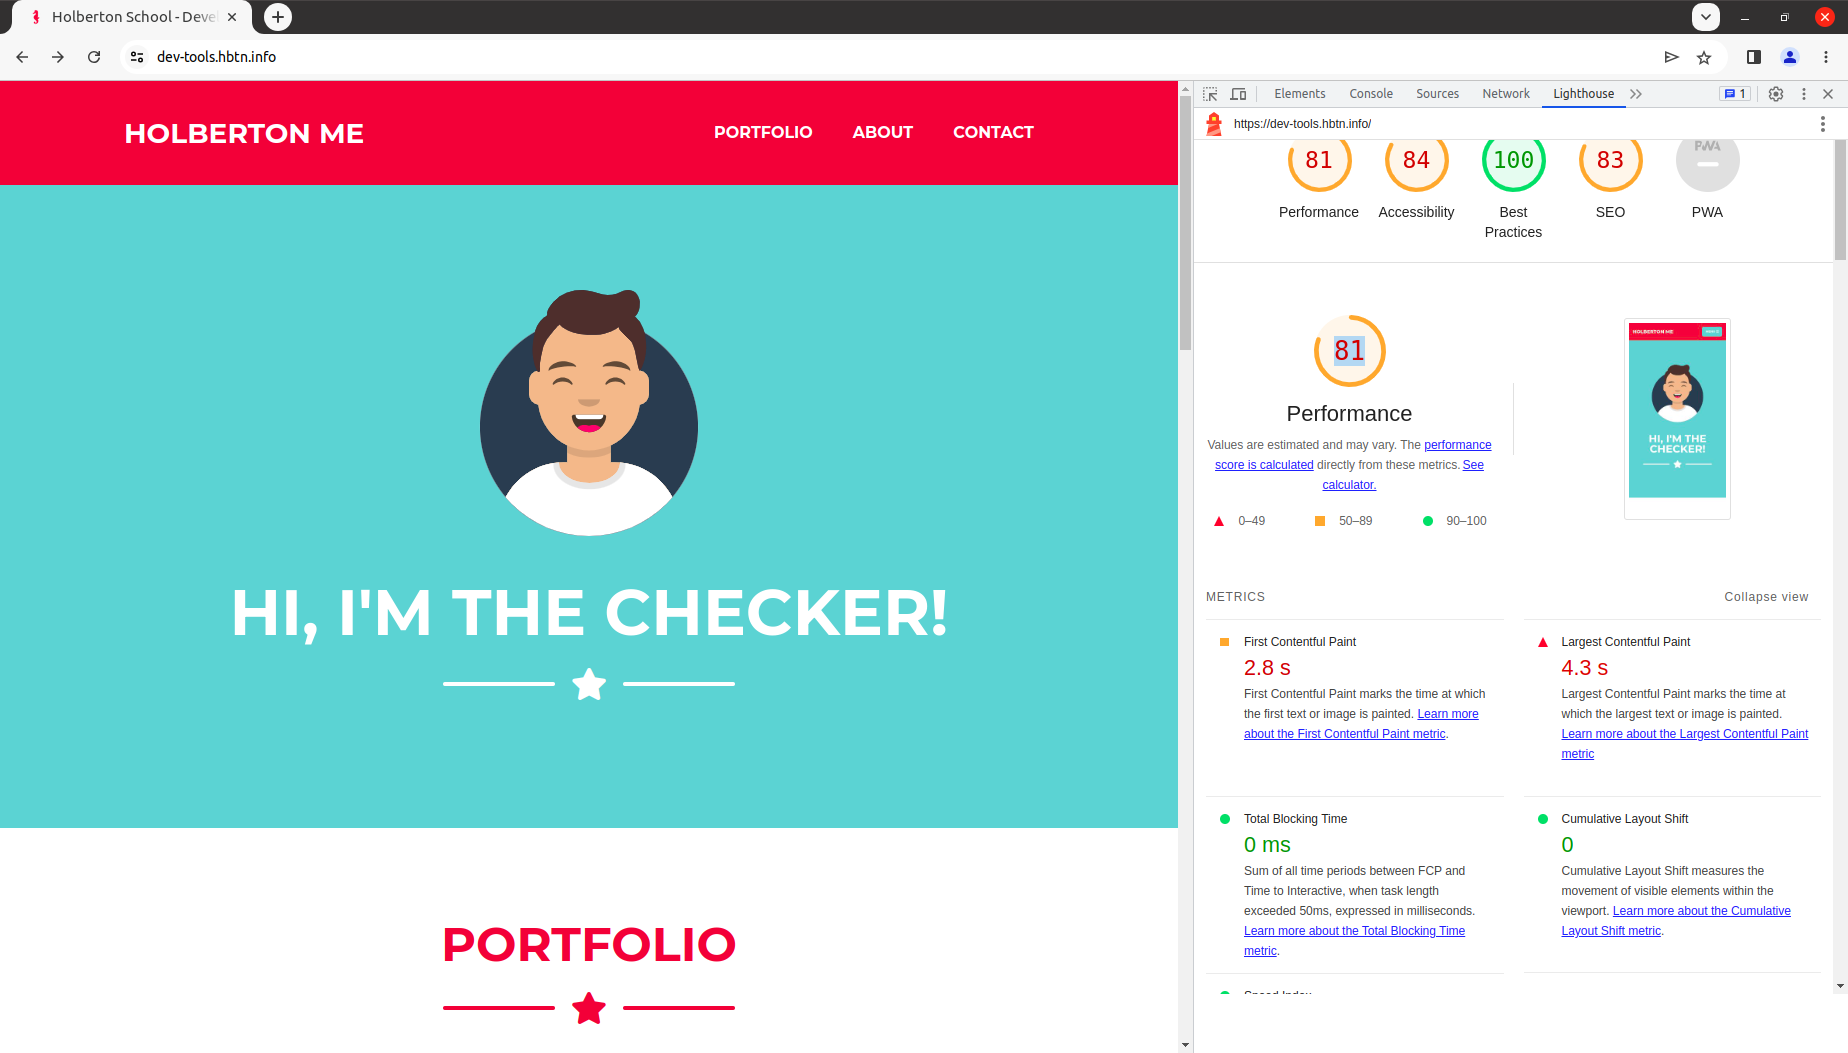 Holberton School - Deve
dev-tools.hbtn.info
HOLBERTON ME
PORTFOLIO ABOUT CONTACT
HI, I'M THE CHECKER!
PORTFOLIO
Elements Console Sources Network Lighthouse 1
https://dev-tools.hbtn.info/
81 84 100 83 PWA
Performance Accessibility Best Practices SEO PWA
81
Performance
Values are estimated and may vary. The performance
score is calculated directly from these metrics. See
calculator.
0–49 50–89 90–100
HOLBERTON ME
HI, I'M THE
CHECKER!
METRICS Collapse view
First Contentful Paint
2.8 s
First Contentful Paint marks the time at which
the first text or image is painted. Learn more
about the First Contentful Paint metric.
Largest Contentful Paint
4.3 s
Largest Contentful Paint marks the time at
which the largest text or image is painted.
Learn more about the Largest Contentful Paint
metric
Total Blocking Time
0 ms
Sum of all time periods between FCP and
Time to Interactive, when task length
exceeded 50ms, expressed in milliseconds.
Learn more about the Total Blocking Time
metric.
Cumulative Layout Shift
0
Cumulative Layout Shift measures the
movement of visible elements within the
viewport. Learn more about the Cumulative
Layout Shift metric.
Speed Index